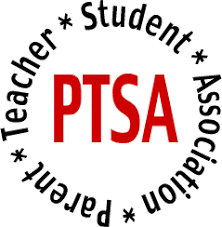 Parent * Teacher * Student * Association *
PTSA